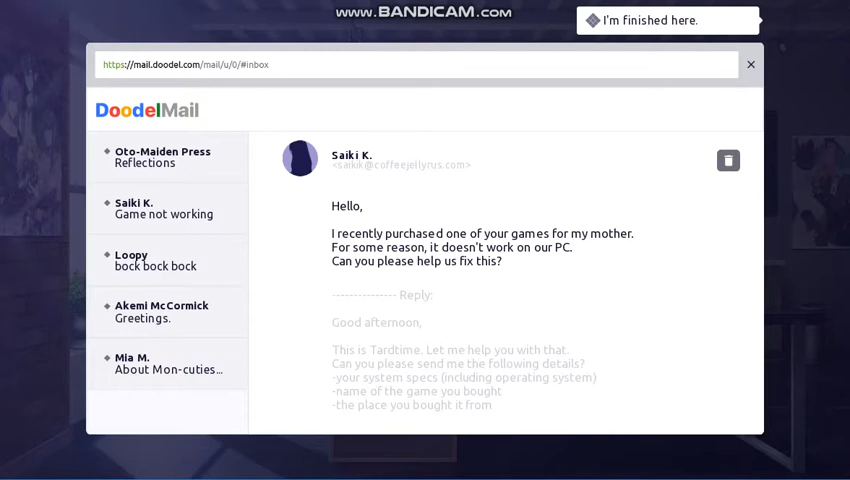 www.BANDICAM.com
I'm finished here.
https://mail.doodel.com/mail/u/0/#inbox
DoodelMail
Oto-Maiden Press
Reflections
Saiki K.
Game not working
Loopy
bock bock bock
Akemi McCormick
Greetings.
Mia M.
About Mon-cuties...
Saiki K.
<saikik@coffeejellyrus.com>
Hello,
I recently purchased one of your games for my mother.
For some reason, it doesn't work on our PC.
Can you please help us fix this?
--------------- Reply:
Good afternoon,
This is Tardtime. Let me help you with that.
Can you please send me the following details?
-your system specs (including operating system)
-name of the game you bought
-the place you bought it from